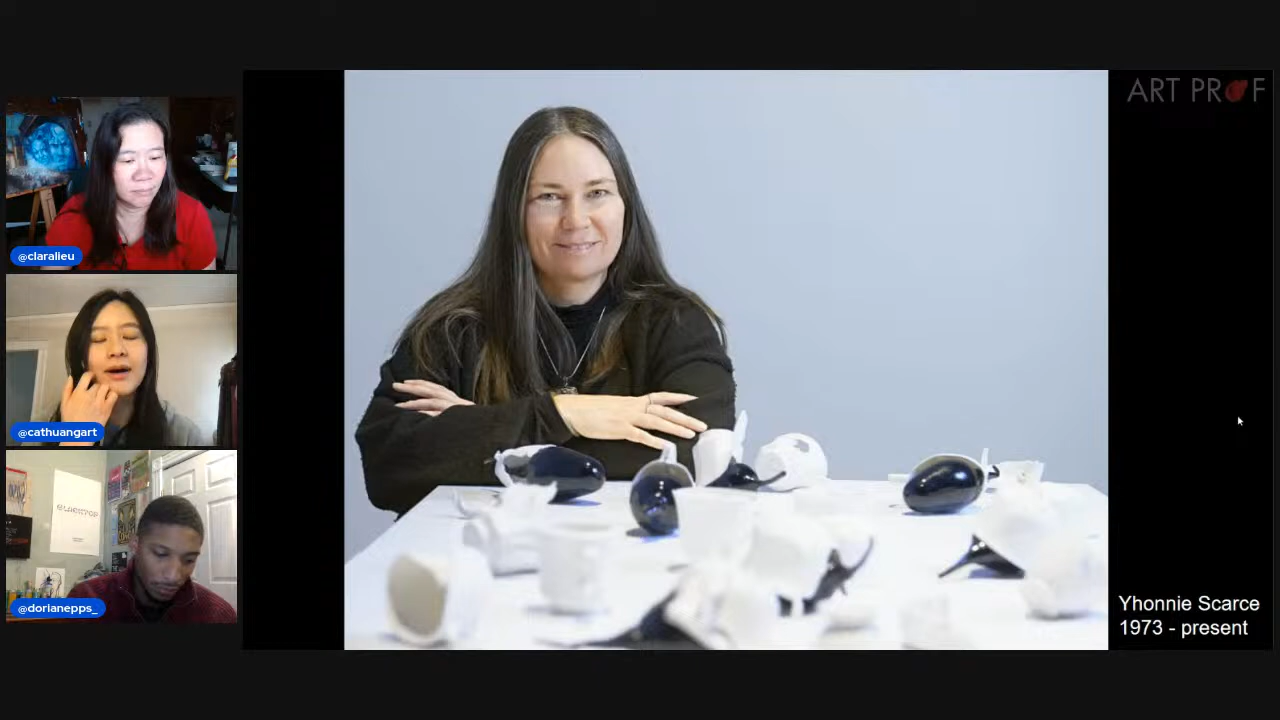 ART PROF
@claralieu
@cathuangart
@dorianepps_
Yhonnie Scarce
1973 - present